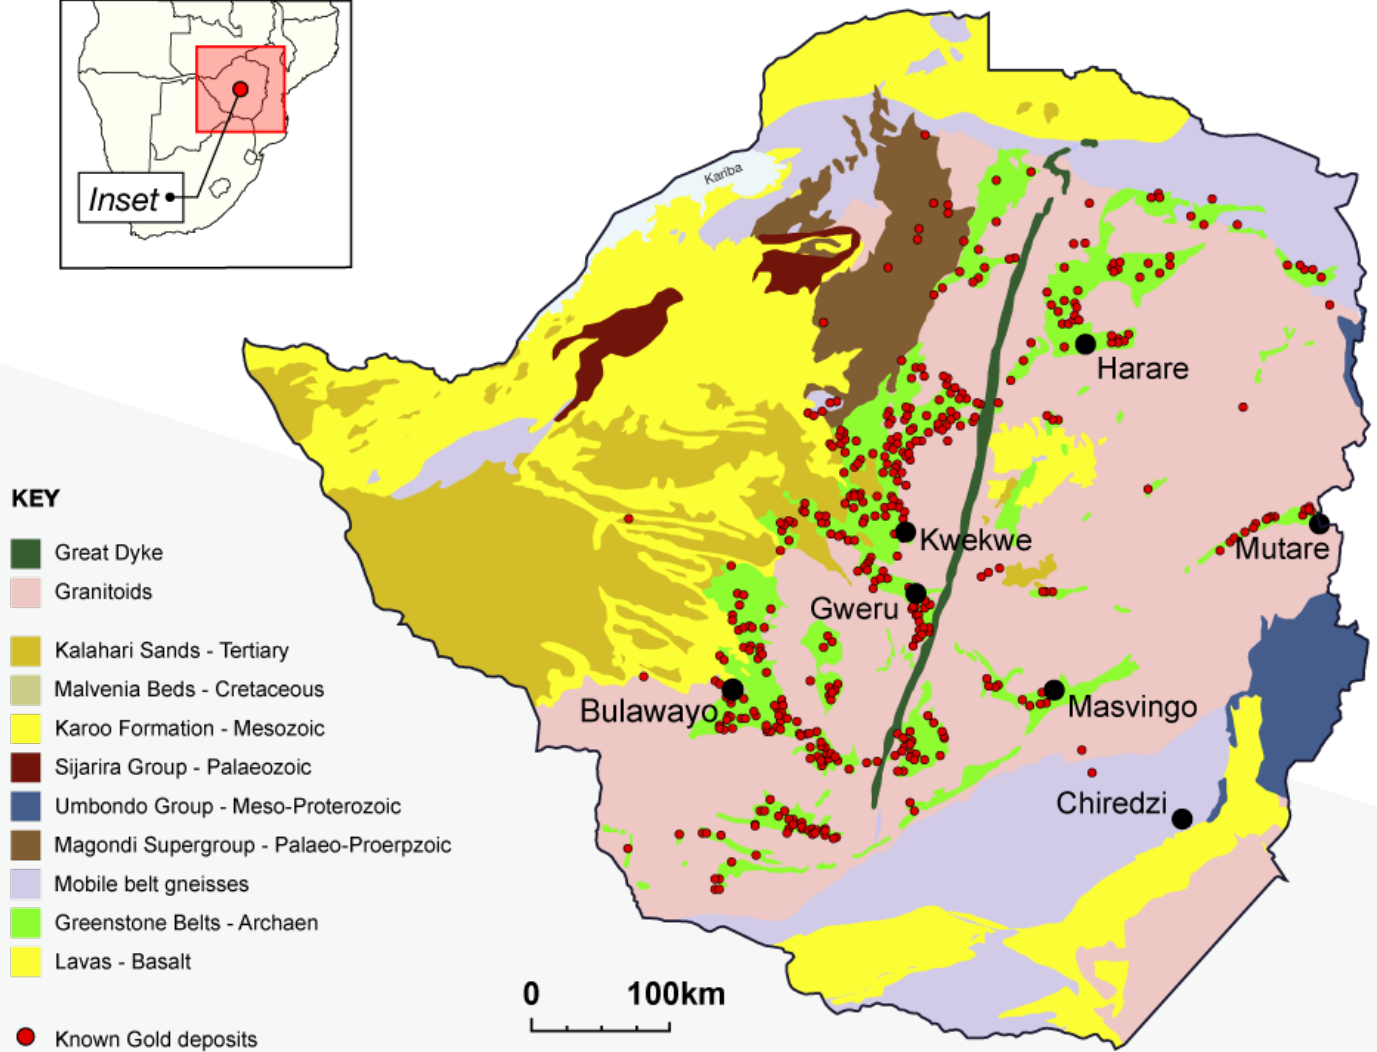 Inset
Kariba
Harare
Kwekwe
Mutare
Gweru
Bulawayo
Masvingo
Chiredzi
KEY
Great Dyke
Granitoids
Kalahari Sands - Tertiary
Malvenia Beds - Cretaceous
Karoo Formation - Mesozoic
Sijarira Group - Palaeozoic
Umbondo Group - Meso-Proterozoic
Magondi Supergroup - Palaeo-Proerpzoic
Mobile belt gneisses
Greenstone Belts - Archaen
Lavas - Basalt
Known Gold deposits
0 100km